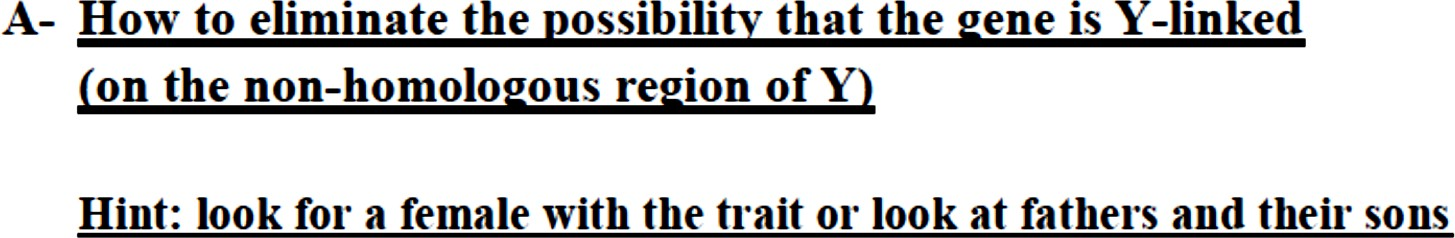 A- How to eliminate the possibility that the gene is Y-linked
(on the non-homologous region of Y)
Hint: look for a female with the trait or look at fathers and their sons